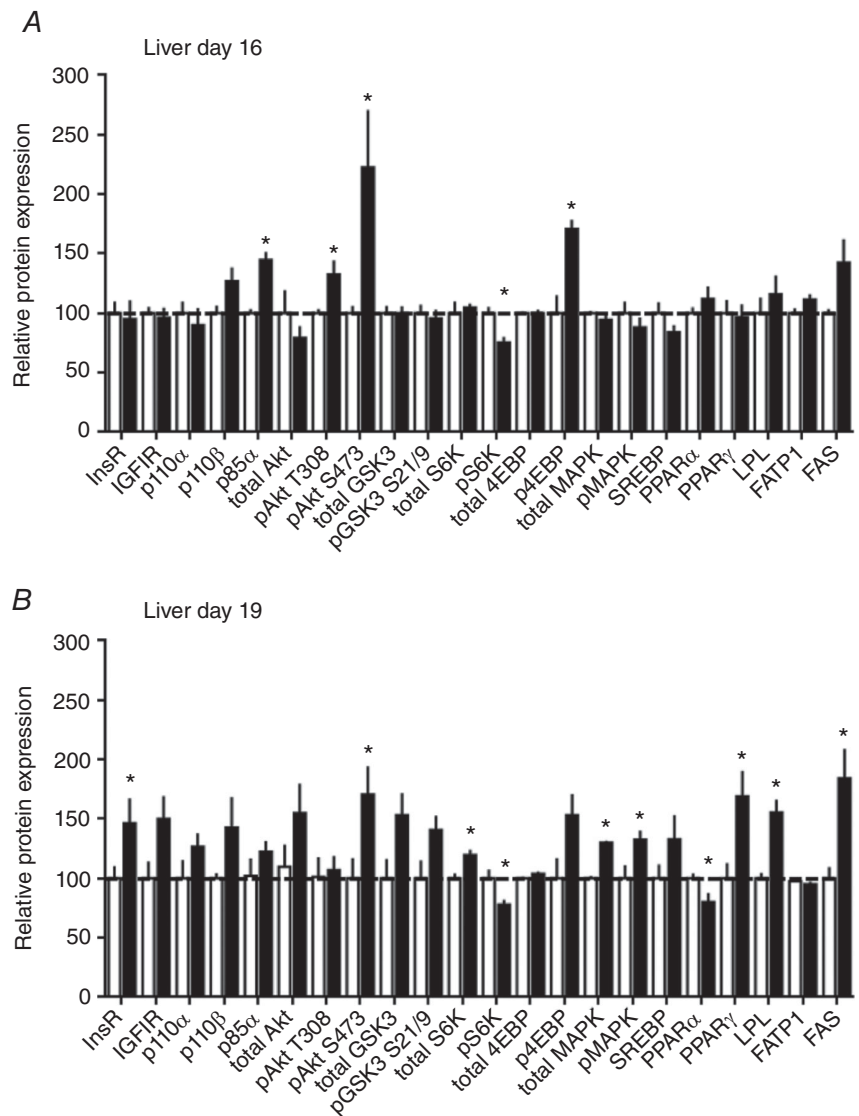 A
Liver day 16
300
250
200
150
100
50
0
Relative protein expression
*
*
*
*
*
InsR
IGFIR
p110α
p110β
p85α
total Akt
pAkt T308
pAkt S473
total GSK3
pGSK3 S21/9
total S6K
pS6K
total 4EBP
p4EBP
total MAPK
pMAPK
SREBP
PPARα
PPARγ
LPL
FATP1
FAS
B
Liver day 19
300
250
200
150
100
50
0
Relative protein expression
*
*
*
*
*
*
*
*
*
*
InsR
IGFIR
p110α
p110β
p85α
total Akt
pAkt T308
pAkt S473
total GSK3
pGSK3 S21/9
total S6K
pS6K
total 4EBP
p4EBP
total MAPK
pMAPK
SREBP
PPARα
PPARγ
LPL
FATP1
FAS